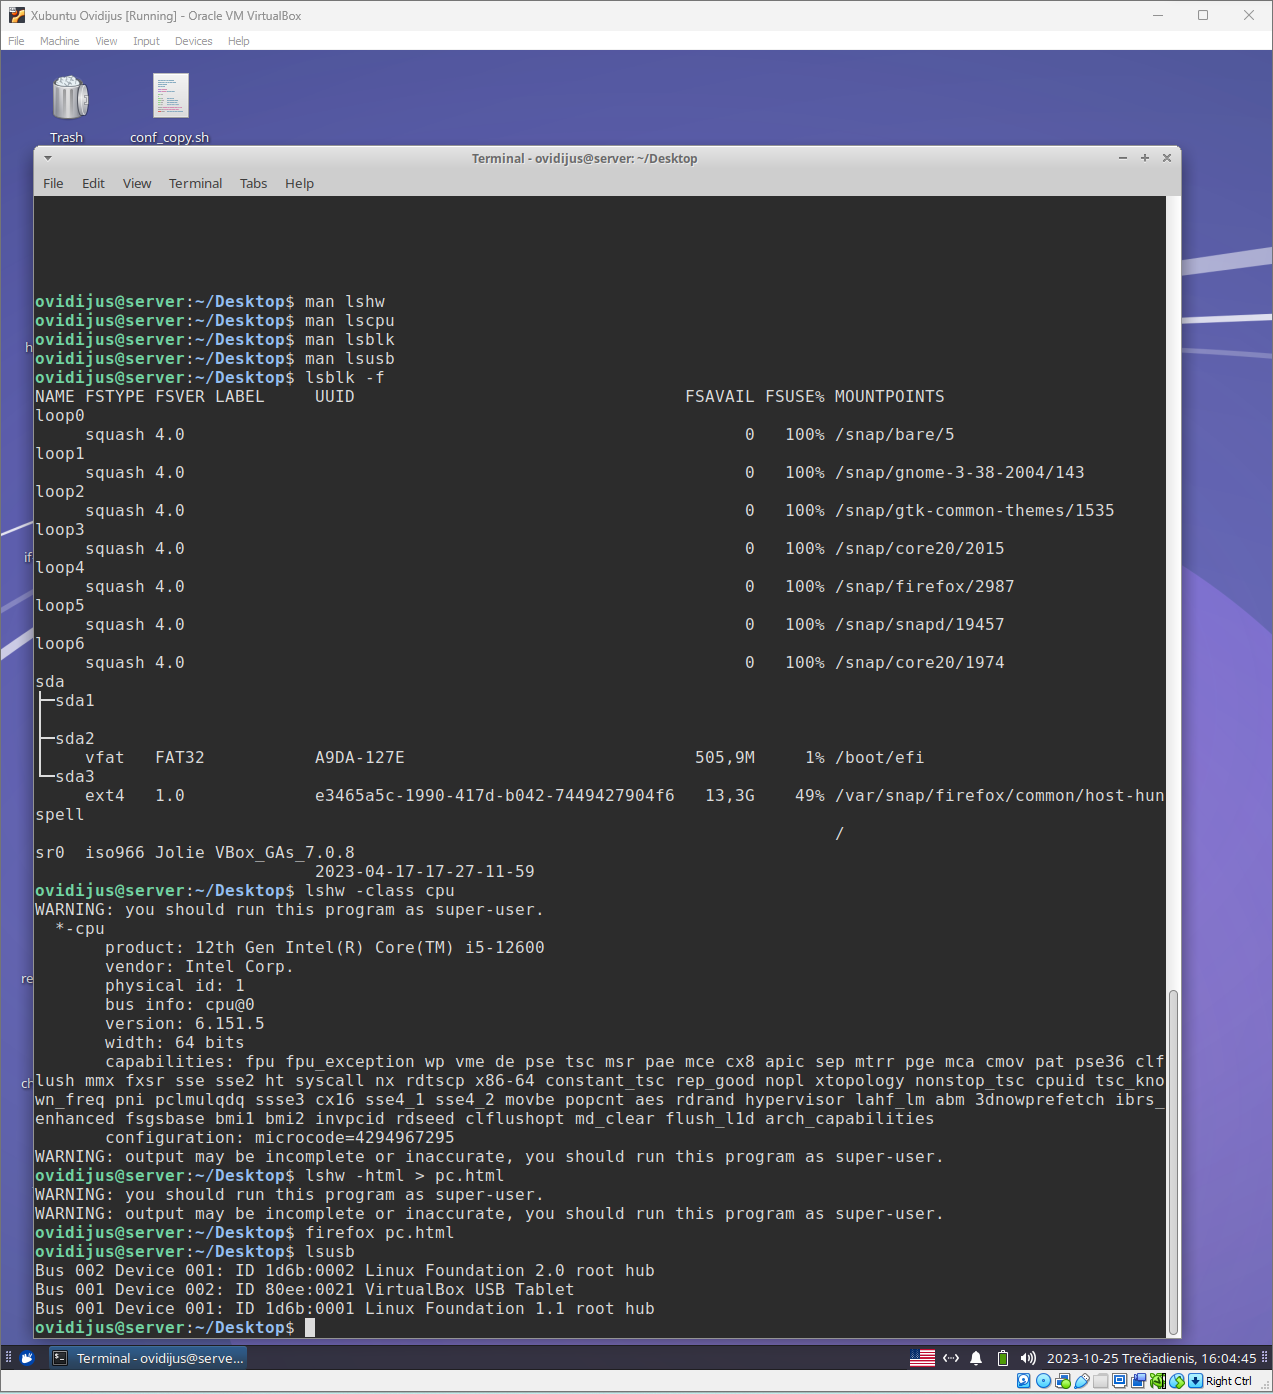 Xubuntu Ovidijus [Running] - Oracle VM VirtualBox
File Machine View Input Devices Help
Trash
conf_copy.sh
Terminal - ovidijus@server: ~/Desktop
File Edit View Terminal Tabs Help
ovidijus@server:~/Desktop$ man lshw
ovidijus@server:~/Desktop$ man lscpu
ovidijus@server:~/Desktop$ man lsblk
ovidijus@server:~/Desktop$ man lsusb
ovidijus@server:~/Desktop$ lsblk -f
NAME FSTYPE FSVER LABEL     UUID                                 FSAVAIL FSUSE% MOUNTPOINTS
loop0
     squash 4.0                                                        0   100% /snap/bare/5
loop1
     squash 4.0                                                        0   100% /snap/gnome-3-38-2004/143
loop2
     squash 4.0                                                        0   100% /snap/gtk-common-themes/1535
loop3
     squash 4.0                                                        0   100% /snap/core20/2015
loop4
     squash 4.0                                                        0   100% /snap/firefox/2987
loop5
     squash 4.0                                                        0   100% /snap/snapd/19457
loop6
     squash 4.0                                                        0   100% /snap/core20/1974
sda
├─sda1
├─sda2
     vfat   FAT32           A9DA-127E                             505,9M     1% /boot/efi
└─sda3
     ext4   1.0             e3465a5c-1990-417d-b042-7449427904f6   13,3G    49% /var/snap/firefox/common/host-hun
spell
                                                                                /
sr0  iso966 Jolie VBox_GAs_7.0.8
                            2023-04-17-17-27-11-59
ovidijus@server:~/Desktop$ lshw -class cpu
WARNING: you should run this program as super-user.
  *-cpu
       product: 12th Gen Intel(R) Core(TM) i5-12600
       vendor: Intel Corp.
       physical id: 1
       bus info: cpu@0
       version: 6.151.5
       width: 64 bits
       capabilities: fpu fpu_exception wp vme de pse tsc msr pae mce cx8 apic sep mtrr pge mca cmov pat pse36 clf
lush mmx fxsr sse sse2 ht syscall nx rdtscp x86-64 constant_tsc rep_good nopl xtopology nonstop_tsc cpuid tsc_kno
wn_freq pni pclmulqdq ssse3 cx16 sse4_1 sse4_2 movbe popcnt aes rdrand hypervisor lahf_lm abm 3dnowprefetch ibrs_
enhanced fsgsbase bmi1 bmi2 invpcid rdseed clflushopt md_clear flush_l1d arch_capabilities
       configuration: microcode=4294967295
WARNING: output may be incomplete or inaccurate, you should run this program as super-user.
ovidijus@server:~/Desktop$ lshw -html > pc.html
WARNING: you should run this program as super-user.
WARNING: output may be incomplete or inaccurate, you should run this program as super-user.
ovidijus@server:~/Desktop$ firefox pc.html
ovidijus@server:~/Desktop$ lsusb
Bus 002 Device 001: ID 1d6b:0002 Linux Foundation 2.0 root hub
Bus 001 Device 002: ID 80ee:0021 VirtualBox USB Tablet
Bus 001 Device 001: ID 1d6b:0001 Linux Foundation 1.1 root hub
ovidijus@server:~/Desktop$
Terminal - ovidijus@serve... 2023-10-25 Trečiadienis, 16:04:45
Right Ctrl